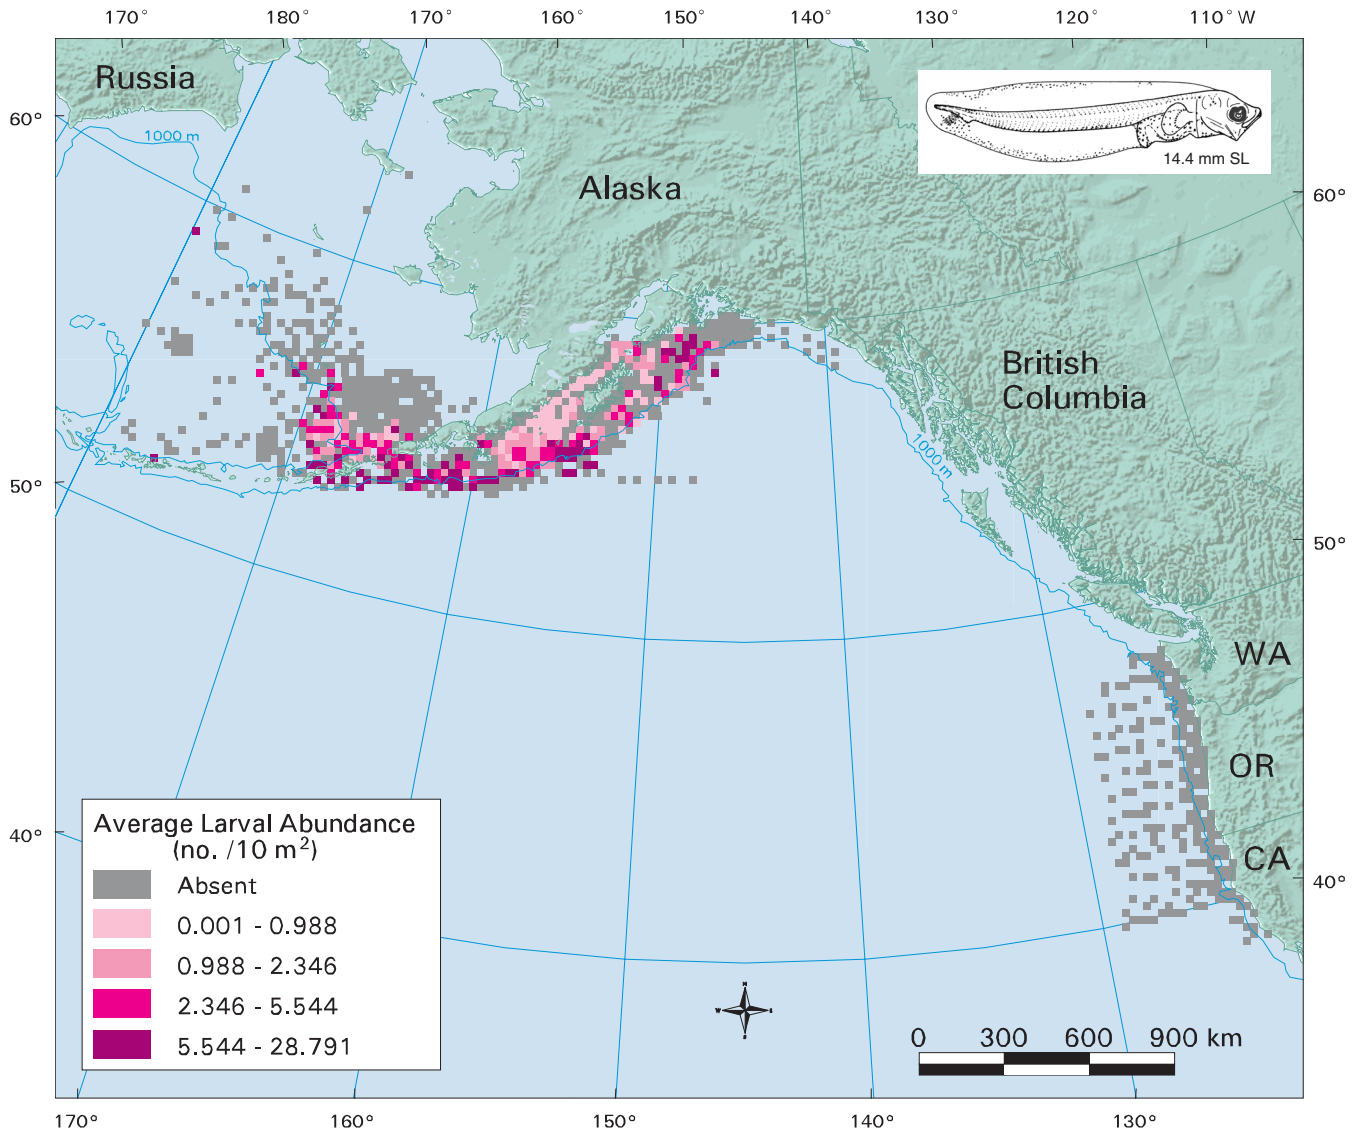 170° 180° 170° 160° 150° 140° 130° 120° 110° W
Russia
60°
1000 m
14.4 mm SL
Alaska
60°
British
Columbia
1000 m
50°
50°
WA
OR
CA
40°
40°
Average Larval Abundance
(no. /10 m²)
Absent
0.001 - 0.988
0.988 - 2.346
2.346 - 5.544
5.544 - 28.791
N
W
S
0 300 600 900 km
170° 160° 150° 140° 130°